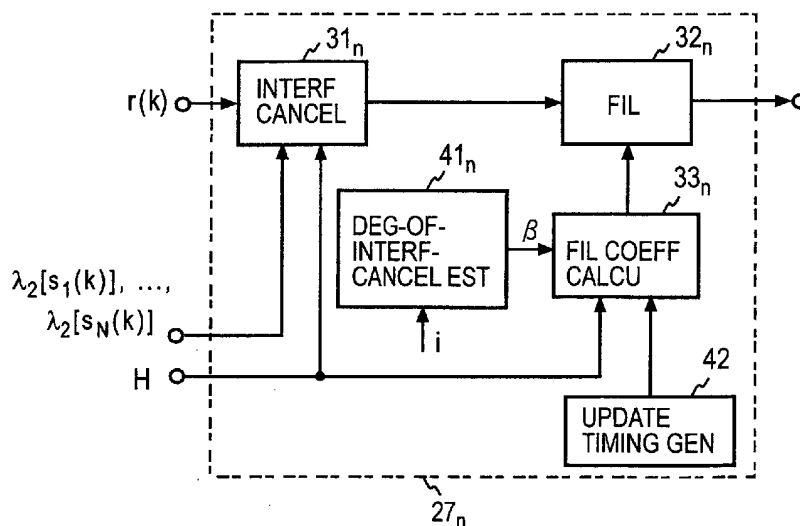 31n
32n
r(k)
INTERF
CANCEL
FIL
41n
33n
DEG-OF-
INTERF-
CANCEL EST
β
FIL COEFF
CALCU
λ2[s1(k)], ...,
λ2[sN(k)]
i
H
42
UPDATE
TIMING GEN
27n